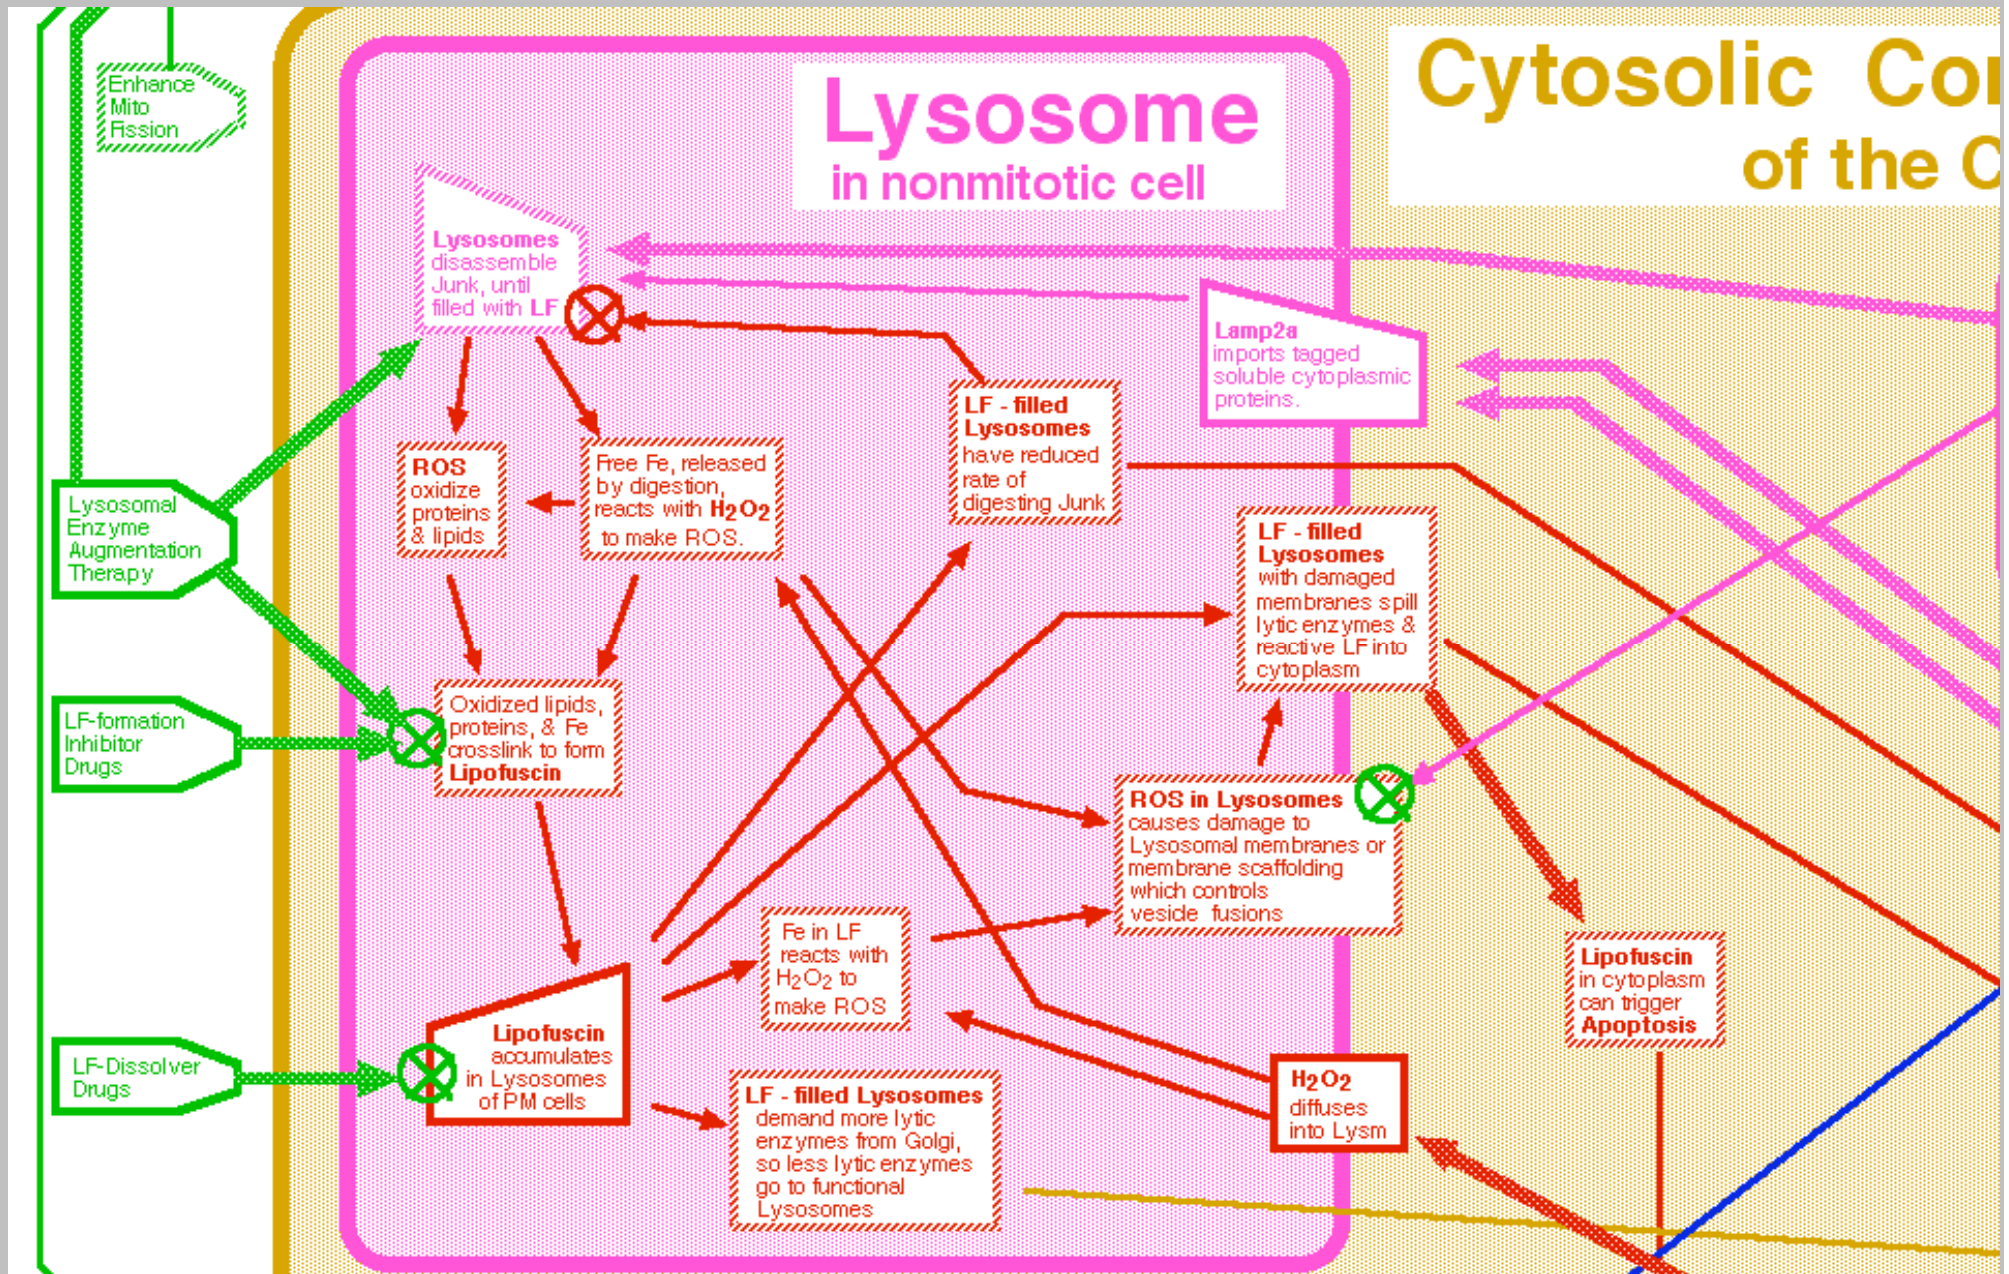 Enhance
Mito
Fission
Lysosome
in nonmitotic cell
Cytosolic
of the
Lysosomes
disassemble
Junk, until
filled with LF
Lamp2a
imports tagged
soluble cytoplasmic
proteins.
LF - filled
Lysosomes
have reduced
rate of
digesting Junk
ROS
oxidize
proteins
& lipids
Free Fe, released
by digestion,
reacts with H2O2
to make ROS.
Lysosomal
Enzyme
Augmentation
Therapy
LF - filled
Lysosomes
with damaged
membranes spill
lytic enzymes &
reactive LF into
cytoplasm
Oxidized lipids,
proteins, & Fe
crosslink to form
Lipofuscin
LF-formation
Inhibitor
Drugs
ROS in Lysosomes
causes damage to
Lysosomal membranes or
membrane scaffolding
which controls
vesicle fusions
Fe in LF
reacts with
H2O2 to
make ROS
Lipofuscin
in cytoplasm
can trigger
Apoptosis
Lipofuscin
accumulates
in Lysosomes
of PM cells
LF-Dissolver
Drugs
H2O2
diffuses
into Lysm
LF - filled Lysosomes
demand more lytic
enzymes from Golgi,
so less lytic enzymes
go to functional
Lysosomes